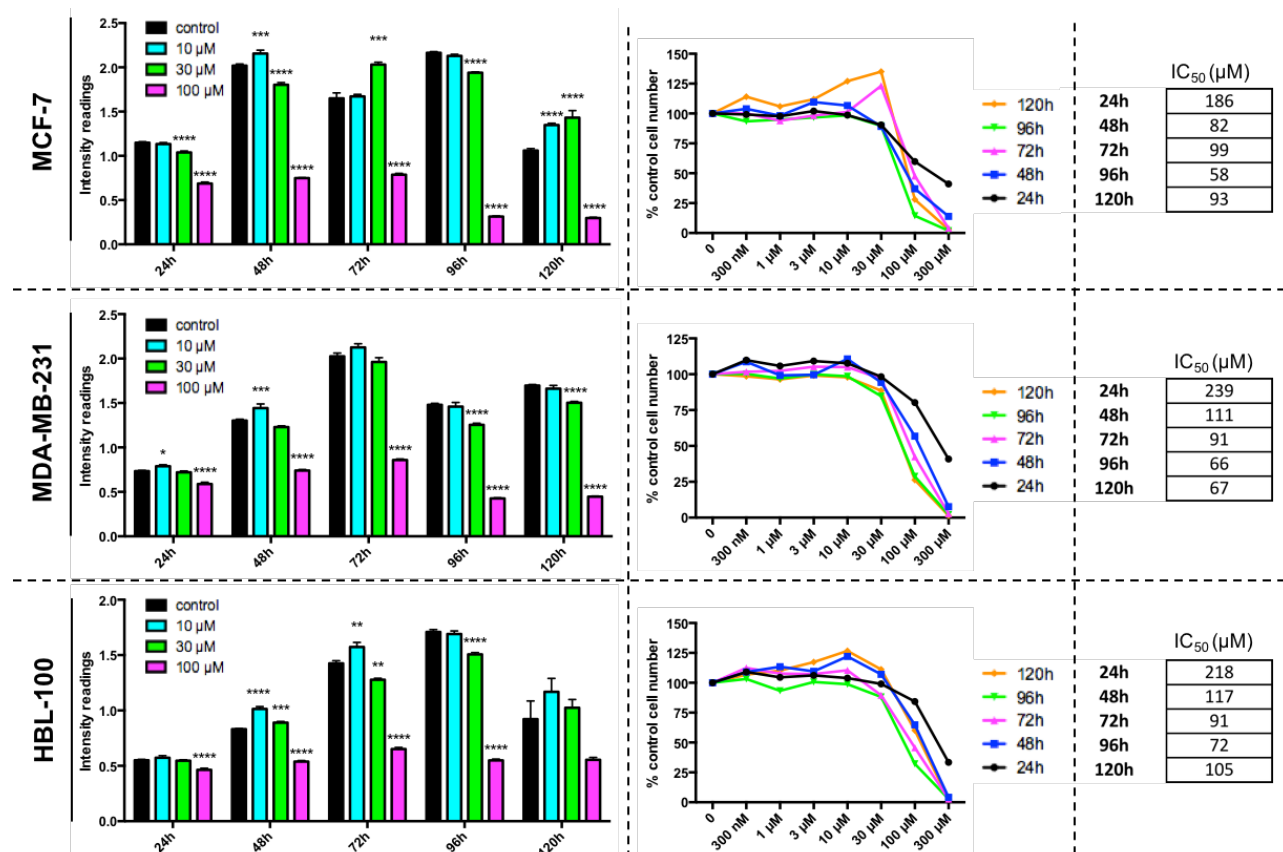 MCF-7
Intensity readings
2.5
2.0
1.5
1.0
0.5
0.0
control
10 µM
30 µM
100 µM
****
****
***
****
****
***
****
****
****
****
****
****
24h
48h
72h
96h
120h
% control cell number
150
125
100
75
50
25
0
0
300 nM
1 µM
3 µM
10 µM
30 µM
100 µM
300 µM
120h
96h
72h
48h
24h
IC50 (µM)
24h 186
48h 82
72h 99
96h 58
120h 93
MDA-MB-231
Intensity readings
2.5
2.0
1.5
1.0
0.5
0.0
control
10 µM
30 µM
100 µM
*
****
***
****
****
****
****
****
****
24h
48h
72h
96h
120h
% control cell number
125
100
75
50
25
0
0
300 nM
1 µM
3 µM
10 µM
30 µM
100 µM
300 µM
120h
96h
72h
48h
24h
IC50 (µM)
24h 239
48h 111
72h 91
96h 66
120h 67
HBL-100
Intensity readings
2.0
1.5
1.0
0.5
0.0
control
10 µM
30 µM
100 µM
****
****
***
****
**
**
****
****
****
24h
48h
72h
96h
120h
% control cell number
150
125
100
75
50
25
0
0
300 nM
1 µM
3 µM
10 µM
30 µM
100 µM
300 µM
120h
96h
72h
48h
24h
IC50 (µM)
24h 218
48h 117
72h 91
96h 72
120h 105